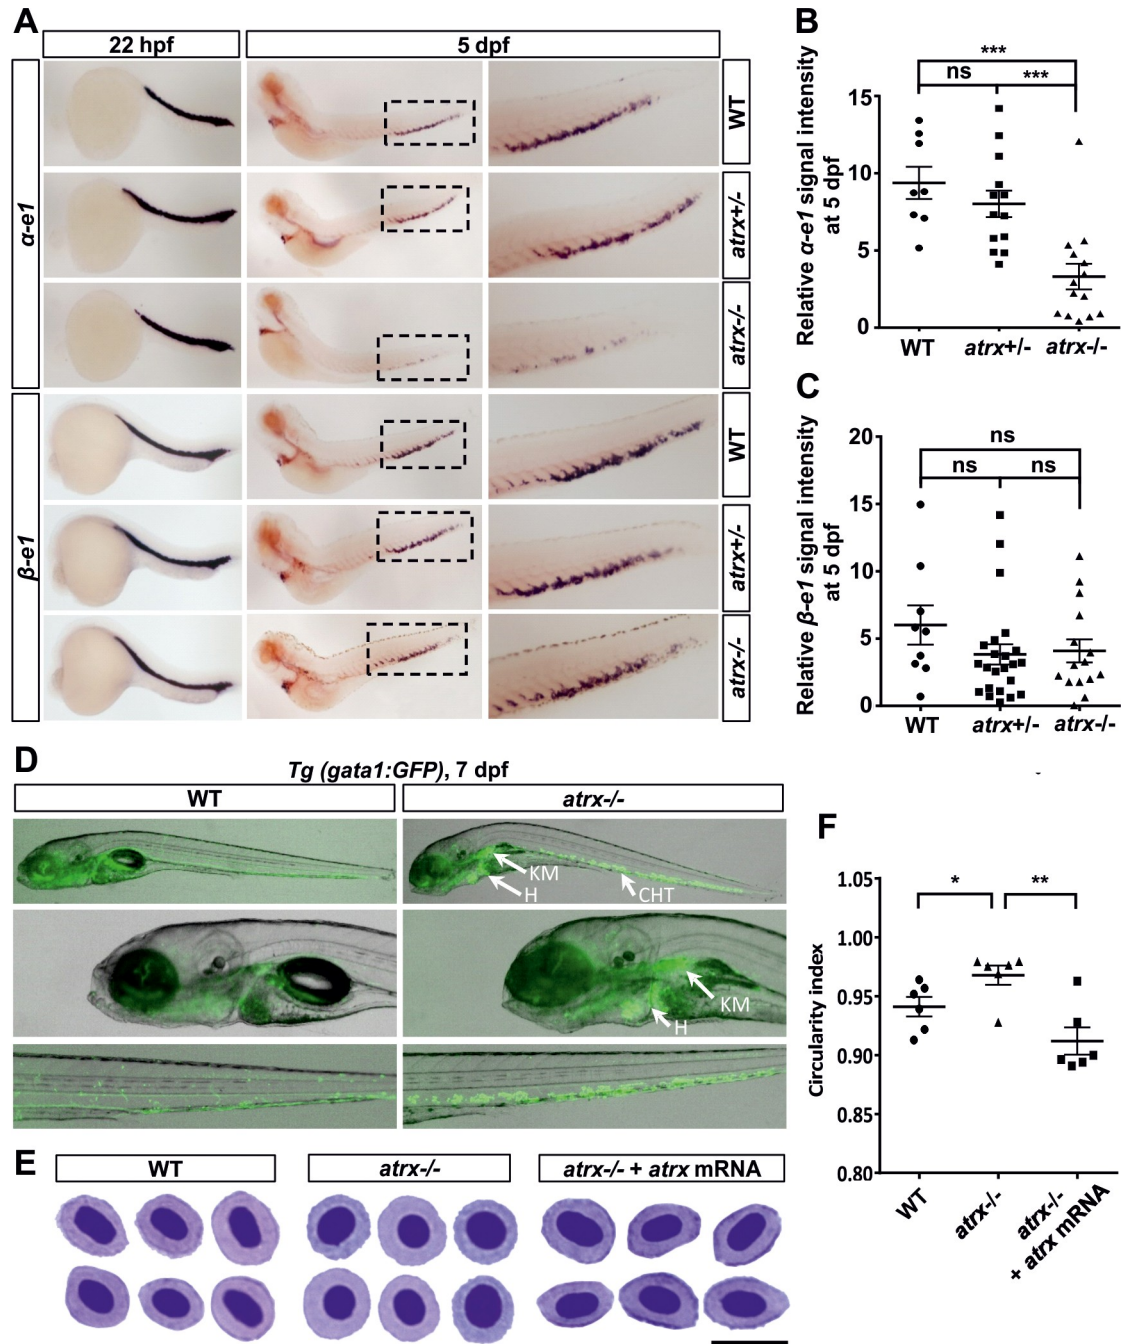 A
22 hpf
5 dpf
α-e1
WT
atrx+/-
atrx-/-
β-e1
WT
atrx+/-
atrx-/-
B
***
ns
***
Relative α-e1 signal intensity
at 5 dpf
15
10
5
0
WT
atrx+/-
atrx-/-
C
ns
ns
ns
Relative β-e1 signal intensity
at 5 dpf
20
15
10
5
0
WT
atrx+/-
atrx-/-
D
Tg (gata1:GFP), 7 dpf
WT
atrx-/-
KM
H
CHT
KM
H
E
WT
atrx-/-
atrx-/- + atrx mRNA
F
*
**
Circularity index
1.05
1.00
0.95
0.90
0.85
0.80
WT
atrx-/-
atrx-/-
+ atrx mRNA